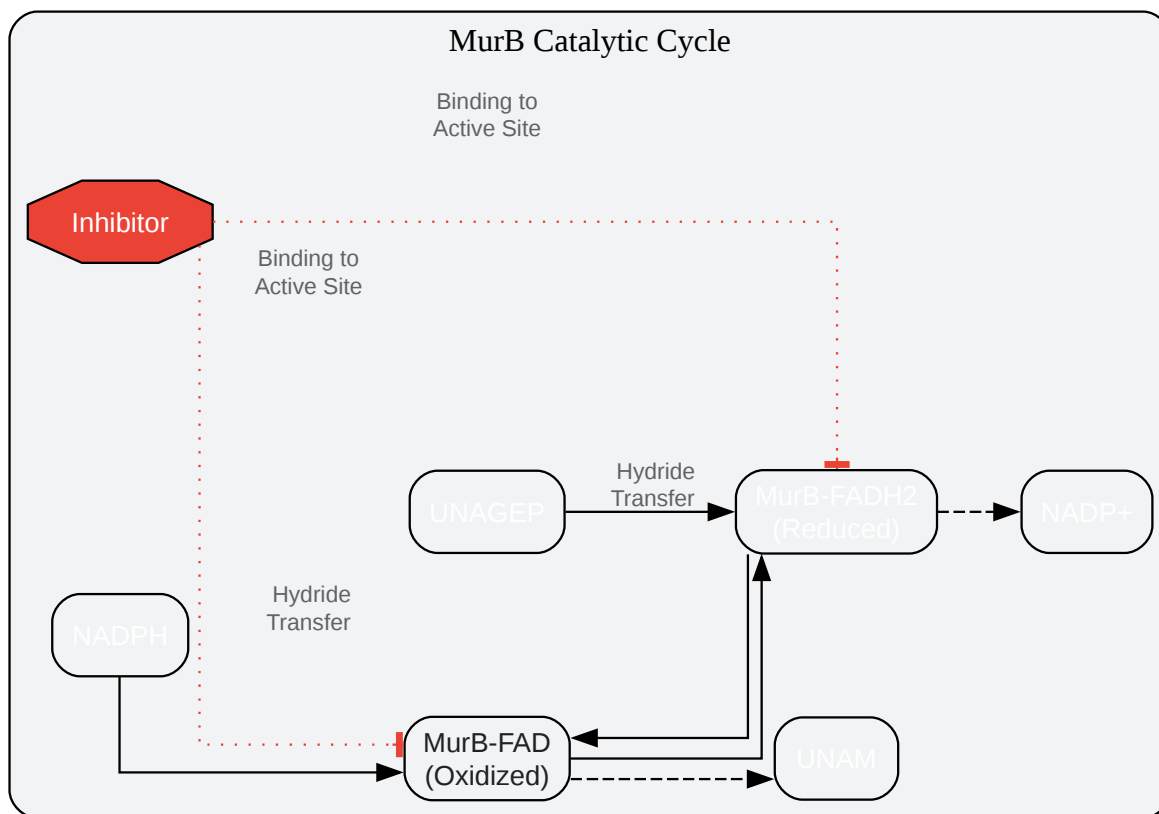 MurB Catalytic Cycle
Binding to
Active Site
Inhibitor
Binding to
Active Site
Hydride
Transfer
UNAGEP
MurB-FADH2
(Reduced)
NADP+
Hydride
Transfer
NADPH
MurB-FAD
(Oxidized)
UNAM